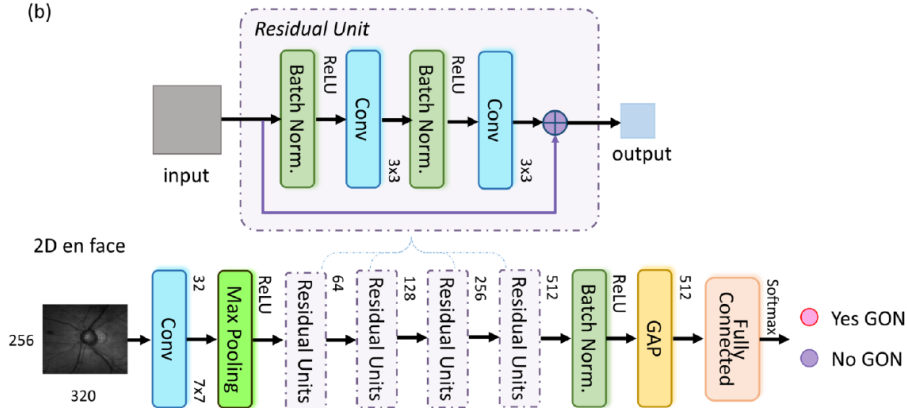 (b)
Residual Unit
Batch Norm.
ReLU
Conv
3x3
Batch Norm.
ReLU
Conv
3x3
input
output
2D en face
256
320
Conv
32
7x7
Max Pooling
ReLU
Residual Units
64
Residual Units
128
Residual Units
256
Residual Units
512
Batch Norm.
ReLU
GAP
512
Fully
Connected
Softmax
Yes GON
No GON